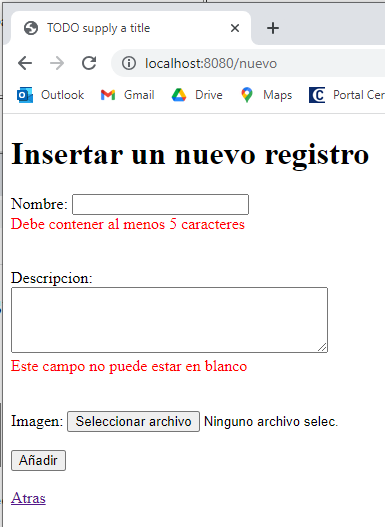 TODO supply a title
localhost:8080/nuevo
Outlook Gmail Drive Maps Portal Cer
Insertar un nuevo registro
Nombre:
Debe contener al menos 5 caracteres
Descripcion:
Este campo no puede estar en blanco
Imagen: Seleccionar archivo Ninguno archivo selec.
Añadir
Atras